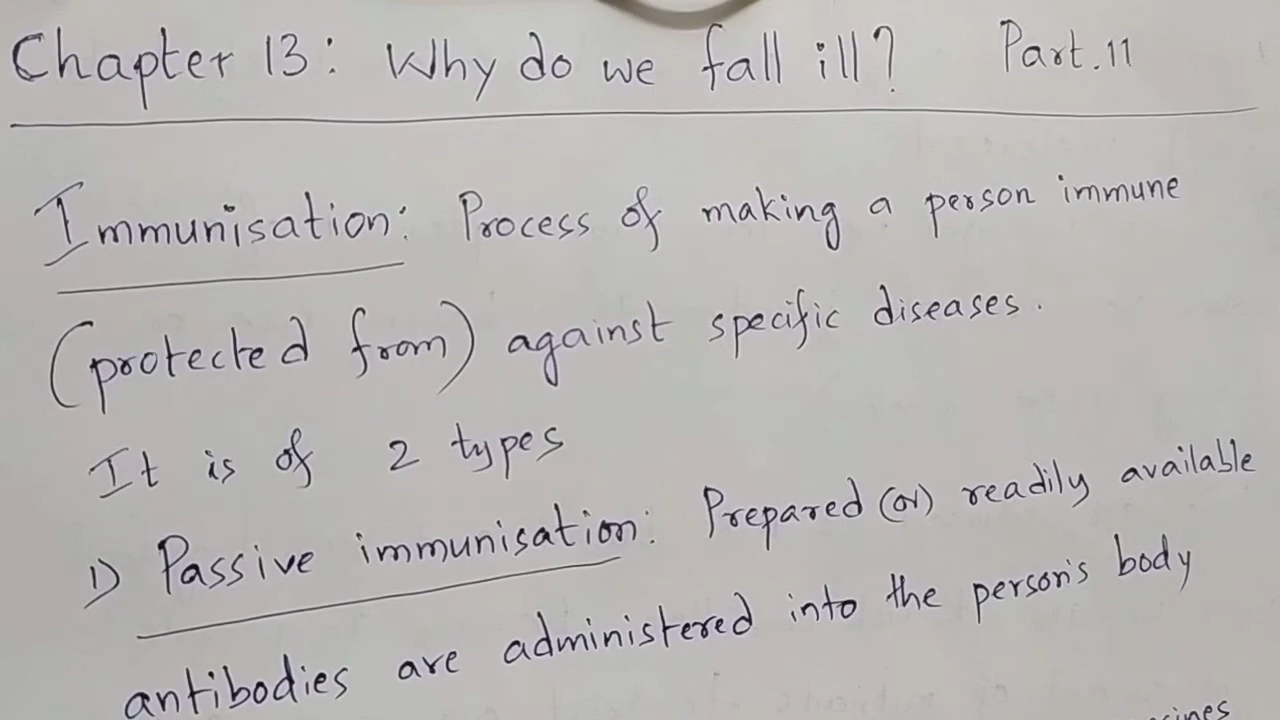 Chapter 13: Why do we fall ill? Part.11
Immunisation: Process of making a person immune
(protected from) against specific diseases.
It is of 2 types
1) Passive immunisation: Prepared (or) readily available
antibodies are administered into the person's body